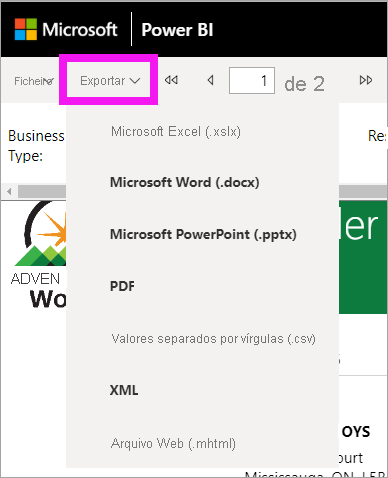 Microsoft Power BI
Ficheiro Exportar 1 de 2
Business
Type:
Re
Microsoft Excel (.xslx)
Microsoft Word (.docx)
Microsoft PowerPoint (.pptx)
PDF
Valores separados por vírgulas (.csv)
XML
Arquivo Web (.mhtml)
ADVEN
Wo
ler
OYS
ourt
Mississauga, ON, L5B